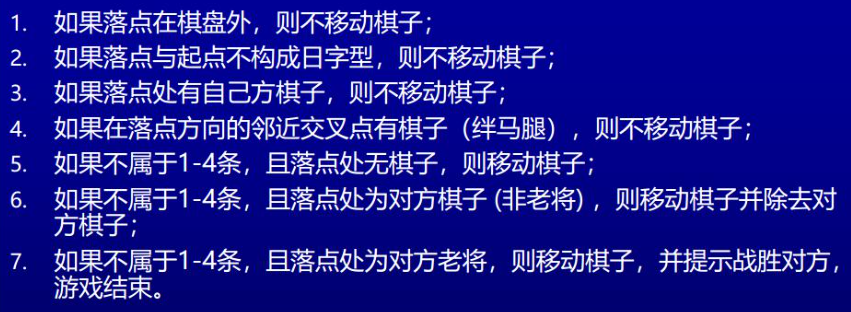 1. 如果落点在棋盘外，则不移动棋子；
2. 如果落点与起点不构成日字型，则不移动棋子；
3. 如果落点处有自己方棋子，则不移动棋子；
4. 如果在落点方向的邻近交叉点有棋子（绊马腿），则不移动棋子；
5. 如果不属于1-4条，且落点处无棋子，则移动棋子；
6. 如果不属于1-4条，且落点处为对方棋子 (非老将) ，则移动棋子并除去对
方棋子；
7. 如果不属于1-4条，且落点处为对方老将，则移动棋子，并提示战胜对方，
游戏结束。